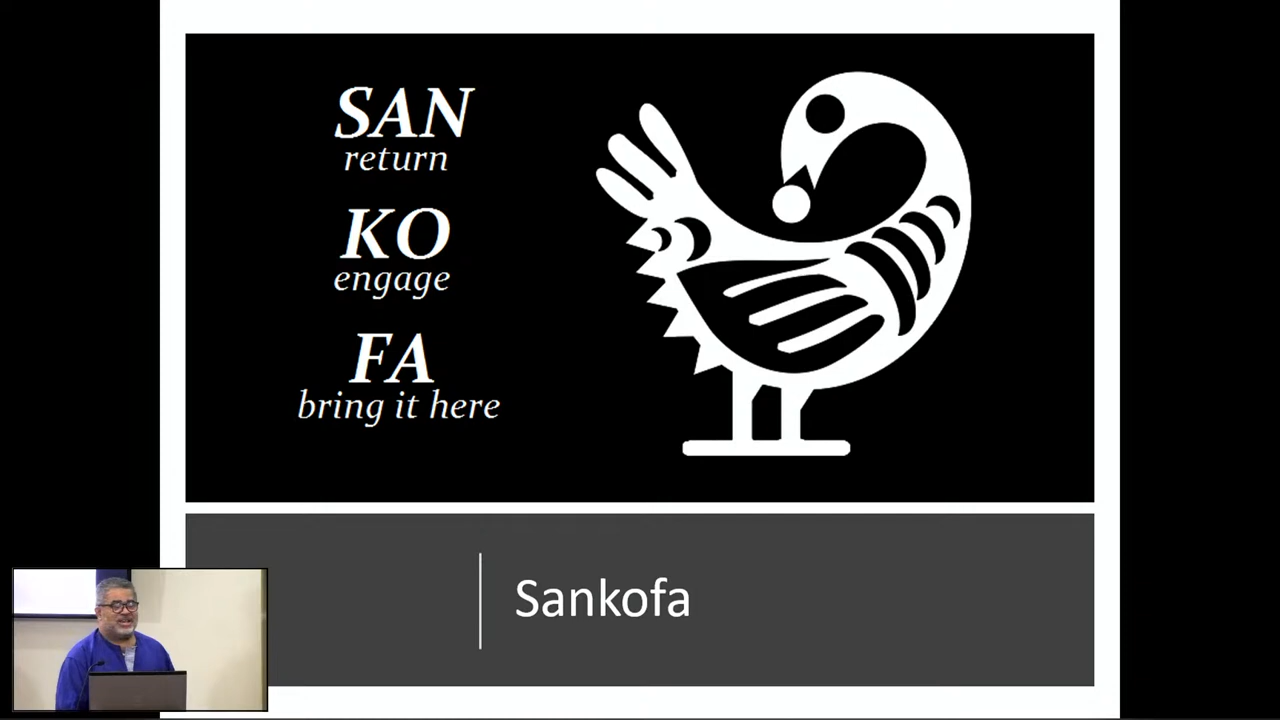 SAN
return
KO
engage
FA
bring it here
Sankofa